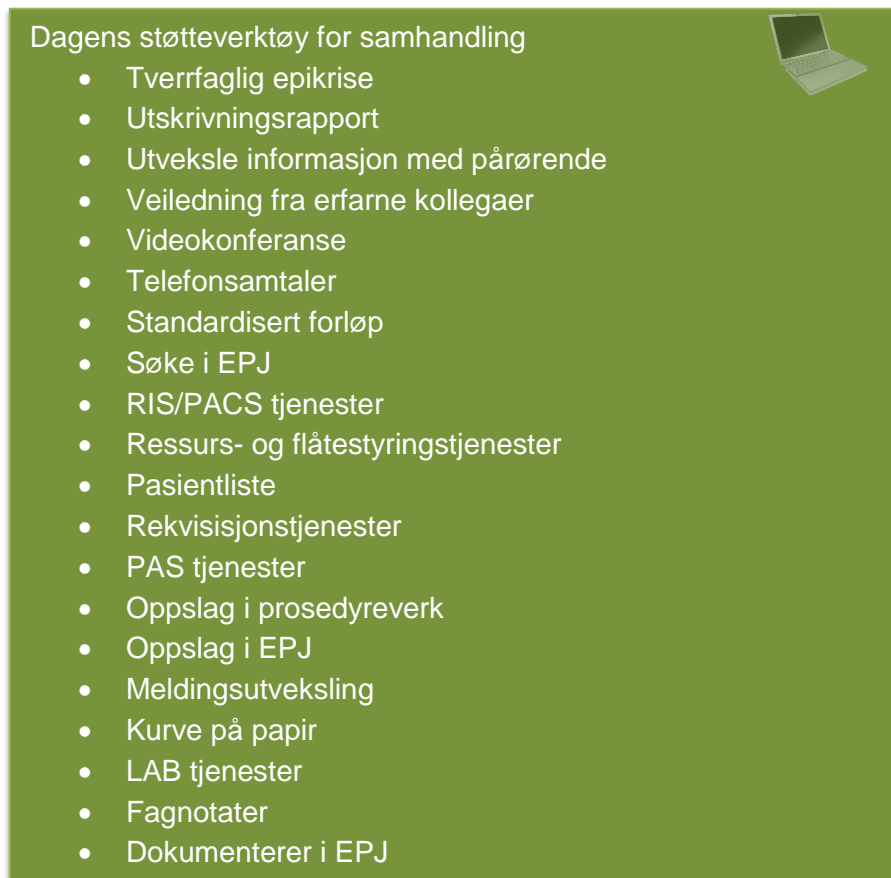 Dagens støtteverktøy for samhandling
• Tverrfaglig epikrise
• Utskrivningsrapport
• Utveksle informasjon med pårørende
• Veiledning fra erfarne kollegaer
• Videokonferanse
• Telefonsamtaler
• Standardisert forløp
• Søke i EPJ
• RIS/PACS tjenester
• Ressurs- og flåtestyringstjenester
• Pasientliste
• Rekvisisjonstjenester
• PAS tjenester
• Oppslag i prosedyreverk
• Oppslag i EPJ
• Meldingsutveksling
• Kurve på papir
• LAB tjenester
• Fagnotater
• Dokumenterer i EPJ